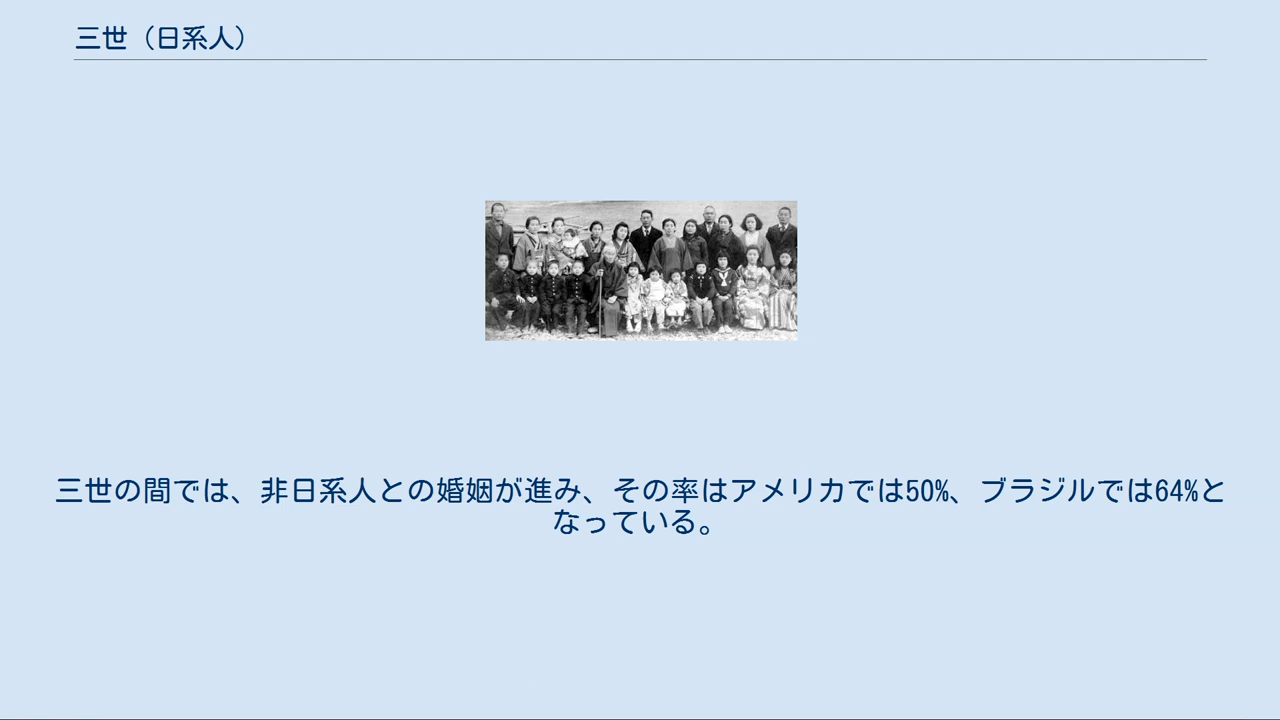 三世（日系人）
三世の間では、非日系人との婚姻が進み、その率はアメリカでは50%、ブラジルでは64%と
なっている。